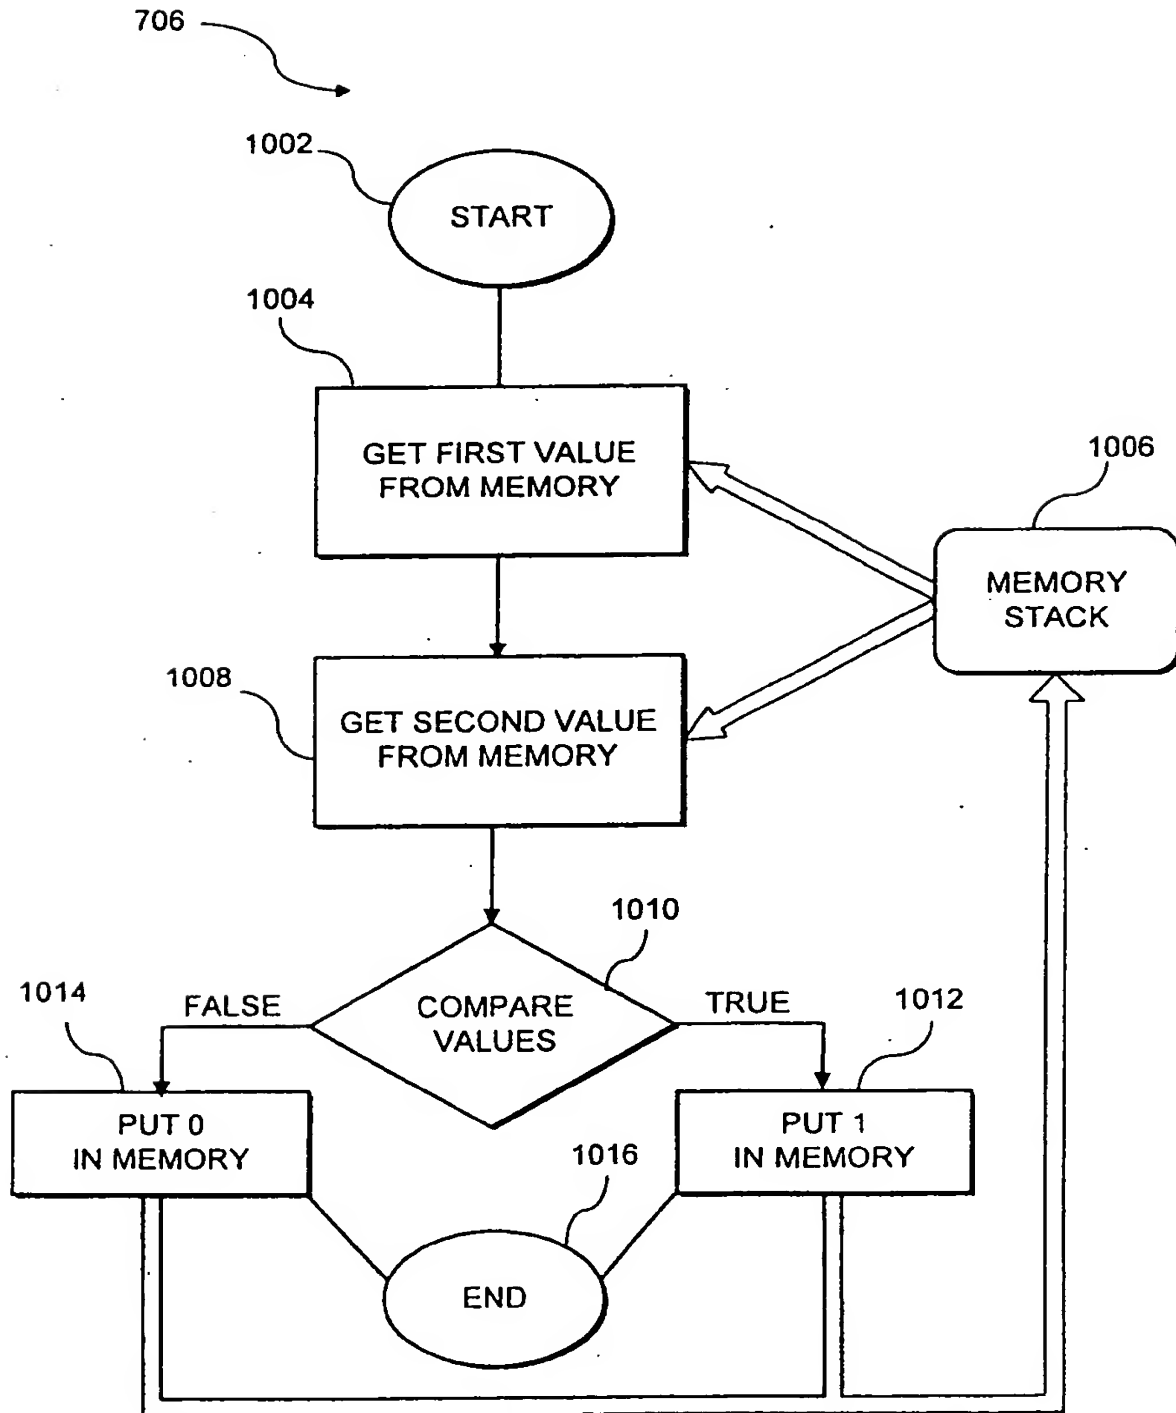 706
1002
START
1004
GET FIRST VALUE
FROM MEMORY
1006
MEMORY
STACK
1008
GET SECOND VALUE
FROM MEMORY
1010
COMPARE
VALUES
FALSE
TRUE
1014
PUT 0
IN MEMORY
1012
PUT 1
IN MEMORY
1016
END